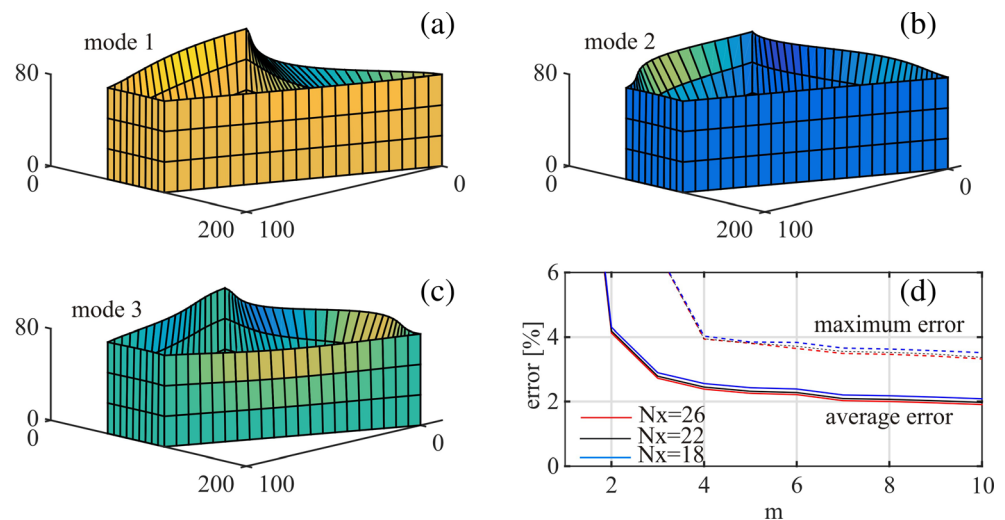 (a)
mode 1
80
0
0
200
100
0
(b)
mode 2
80
0
0
200
100
0
(c)
mode 3
80
0
0
200
100
0
(d)
6
4
2
0
error [%]
maximum error
average error
Nx=26
Nx=22
Nx=18
2
4
6
8
10
m